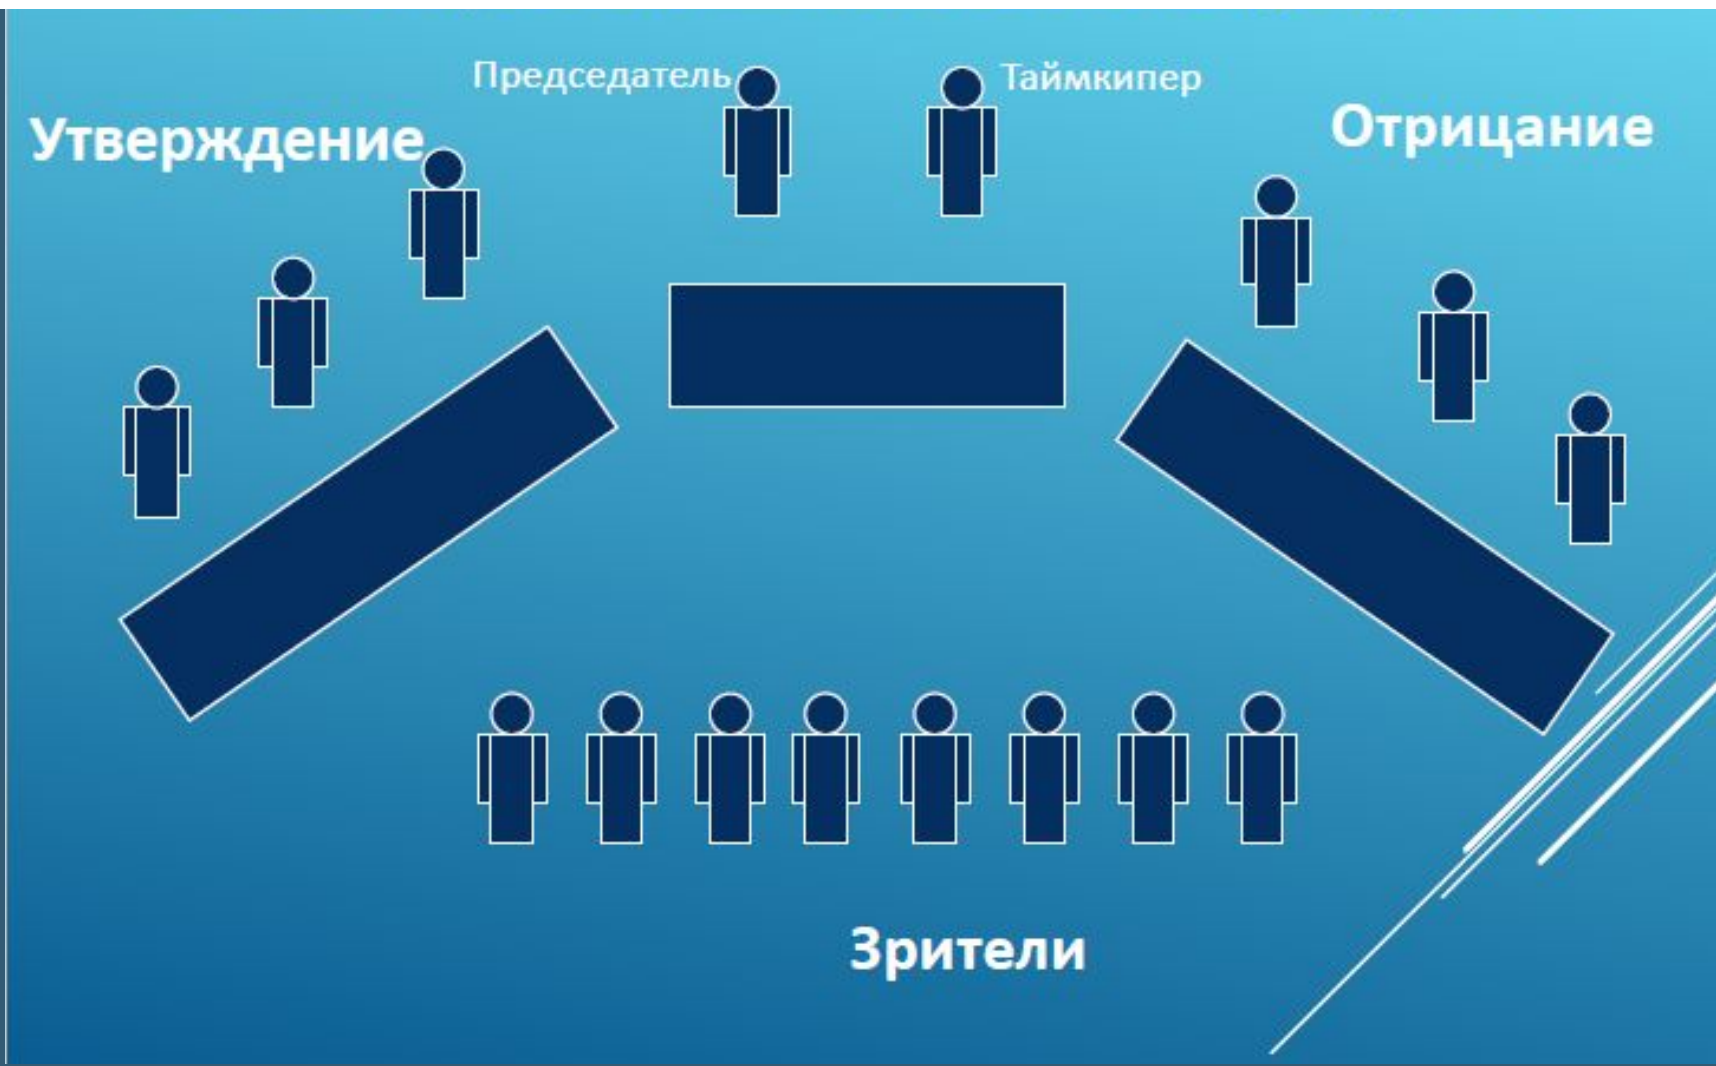 Председатель
Таймкипер
Утверждение
Отрицание
Зрители